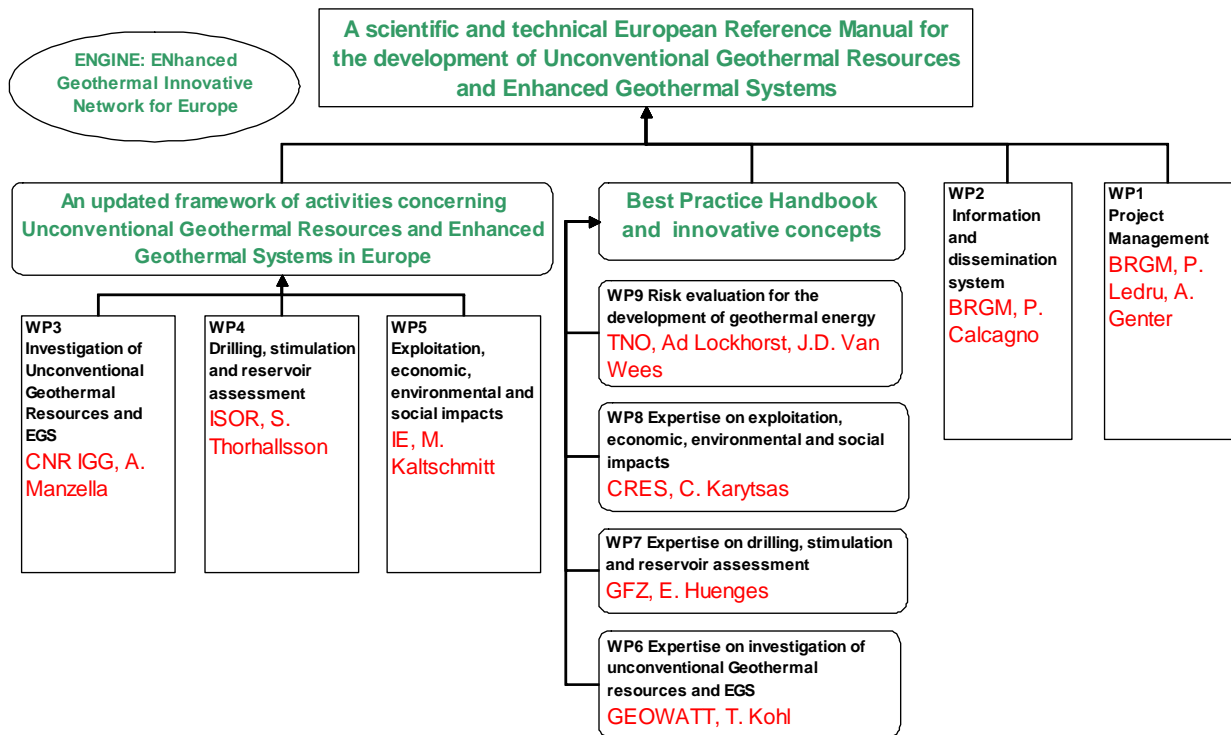 ENGINE: ENhanced
Geothermal Innovative
Network for Europe
A scientific and technical European Reference Manual for
the development of Unconventional Geothermal Resources
and Enhanced Geothermal Systems
An updated framework of activities concerning
Unconventional Geothermal Resources and Enhanced
Geothermal Systems in Europe
Best Practice Handbook
and innovative concepts
WP2
Information
and
dissemination
system
BRGM, P.
Calcagno
WP1
Project
Management
BRGM, P.
Ledru, A.
Genter
WP3
Investigation of
Unconventional
Geothermal
Resources and
EGS
CNR IGG, A.
Manzella
WP4
Drilling, stimulation
and reservoir
assessment
ISOR, S.
Thorhallsson
WP5
Exploitation,
economic,
environmental and
social impacts
IE, M.
Kaltschmitt
WP9 Risk evaluation for the
development of geothermal energy
TNO, Ad Lockhorst, J.D. Van
Wees
WP8 Expertise on exploitation,
economic, environmental and social
impacts
CRES, C. Karytsas
WP7 Expertise on drilling, stimulation
and reservoir assessment
GFZ, E. Huenges
WP6 Expertise on investigation of
unconventional Geothermal
resources and EGS
GEOWATT, T. Kohl